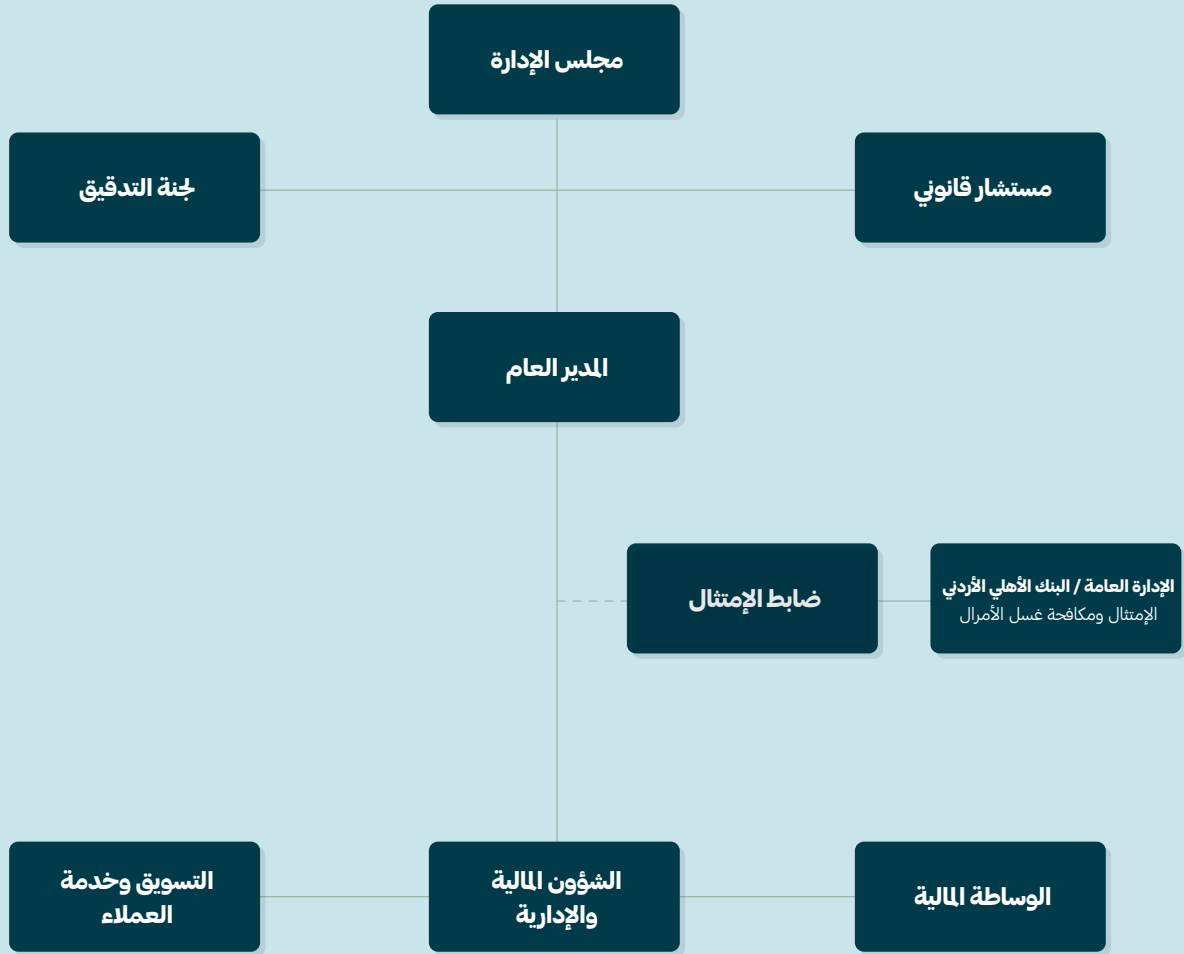 مجلس الإدارة
مستشار قانوني
لجنة التدقيق
المدير العام
الإدارة العامة / البنك الأهلي الأردني
الإمتثال ومكافحة غسل الأمرال
ضابط الإمتثال
الوساطة المالية
الشؤون المالية
والإدارية
التسويق وخدمة
العملاء